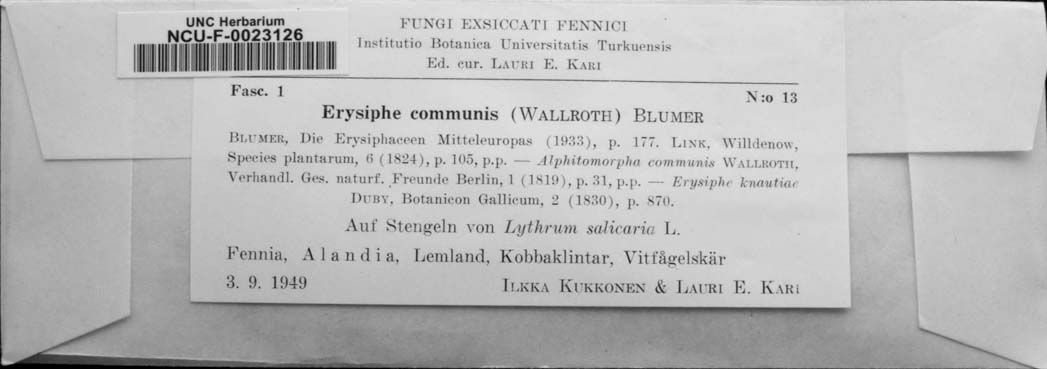 UNC Herbarium
NCU-F-0023126
FUNGI EXSICCATI FENNICI
Institutio Botanica Universitatis Turkuensis
Ed. cur. LAURI E. KARI
Fasc. 1
N:o 13
Erysiphe communis (WALLROTH) BLUMER
BLUMER, Die Erysiphaceen Mitteleuropas (1933), p. 177. LINK, Willdenow,
Species plantarum, 6 (1824), p. 105, p.p. — Alphitomorpha communis WALLROTH,
Verhandl. Ges. naturf. Freunde Berlin, 1 (1819), p. 31, p.p. — Erysiphe knautiae
DUBY, Botanicon Gallicum, 2 (1830), p. 870.
Auf Stengeln von Lythrum salicaria L.
Fennia, Alandia, Lemland, Kobbaklintar, Vitfågelskär
3. 9. 1949
ILKKA KUKKONEN & LAURI E. KARI